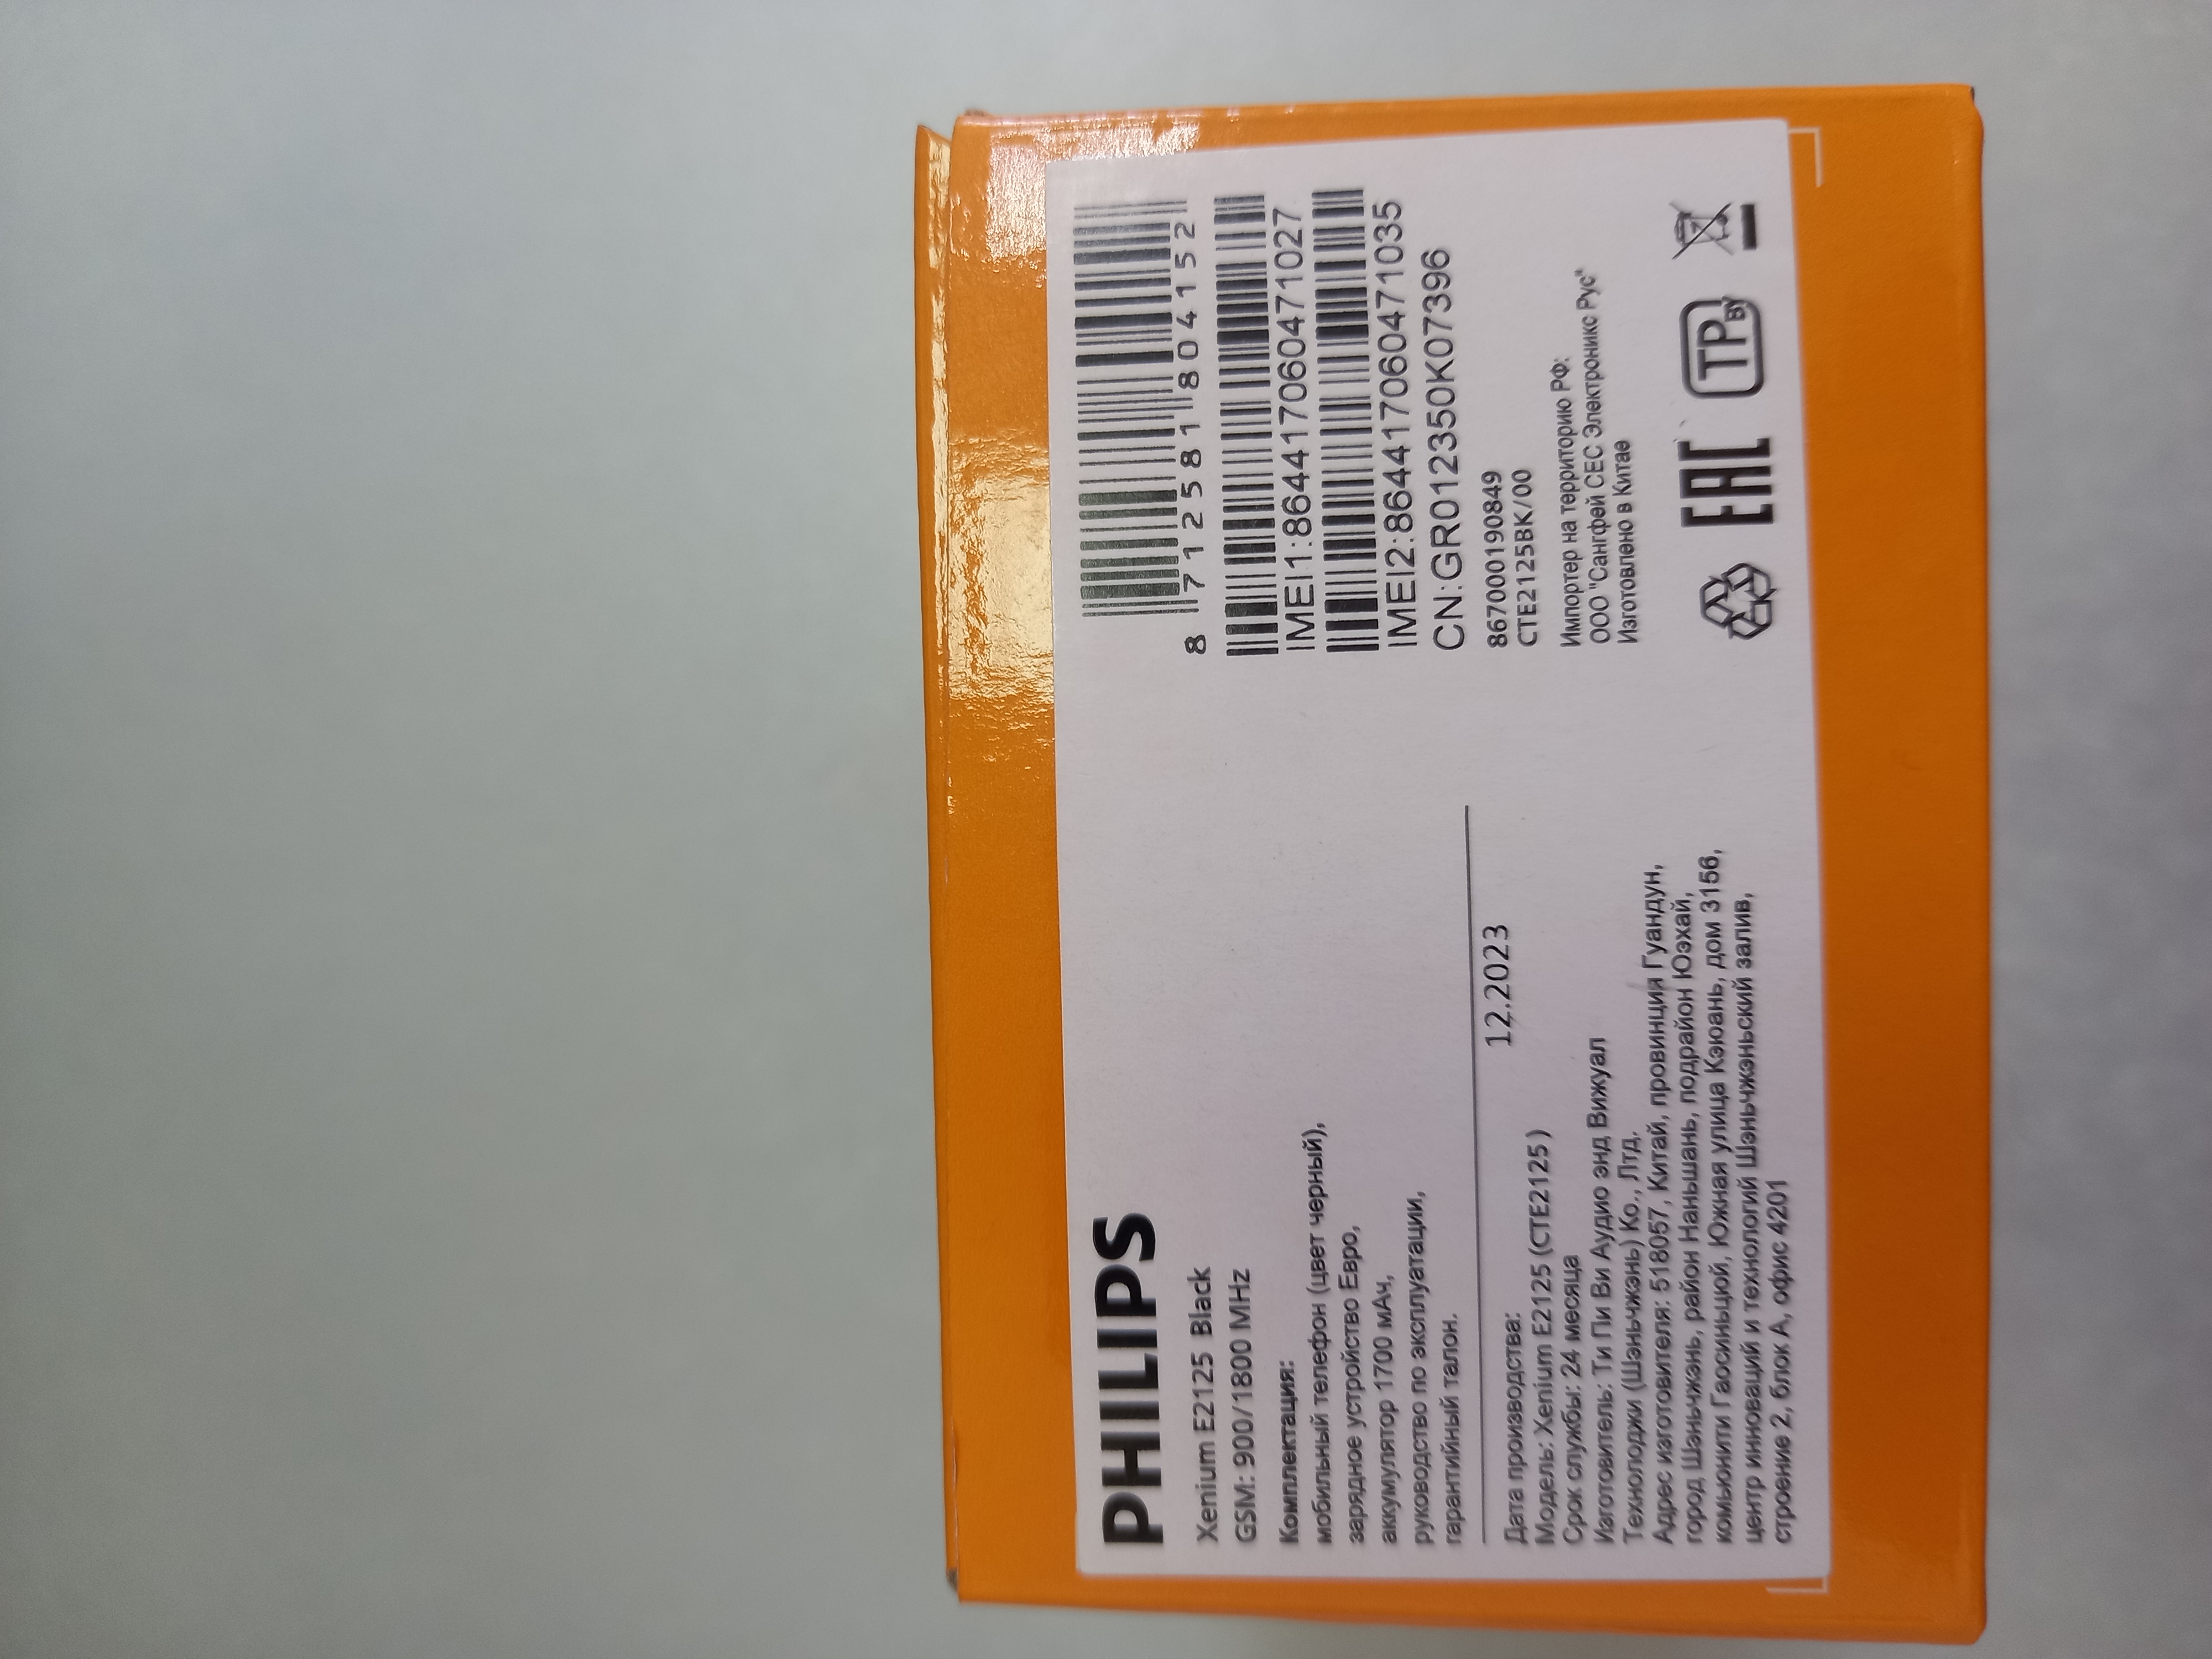 PHILIPS
Xenium E2125 Black
GSM: 900/1800 MHz
Комплектация:
мобильный телефон (цвет черный),
зарядное устройство Евро,
аккумулятор 1700 мАч,
руководство по эксплуатации,
гарантийный талон.
Дата производства: 12.2023
Модель: Xenium E2125 (CTE2125)
Срок службы: 24 месяца
Изготовитель: Ти Пи Ви Аудио энд Вижуал
Технолоджи (Шэньчжэнь) Ко., Лтд.
Адрес изготовителя: 518057, Китай, провинция Гуандун,
город Шэньчжэнь, район Наньшань, подрайон Юэхай,
комьюнити Гаосиньцюй, Южная улица Кэюань, дом 3156,
центр инноваций и технологий Шэньчжэньский залив,
строение 2, блок А, офис 4201
8 712581 804152
IMEI1:864417060471027
IMEI2:864417060471035
CN:GR012350K07396
867000190849
CTE2125BK/00
Импортер на территорию РФ:
ООО "Сангфей СЕС Электроникс Рус"
Изготовлено в Китае
EAC TP BY